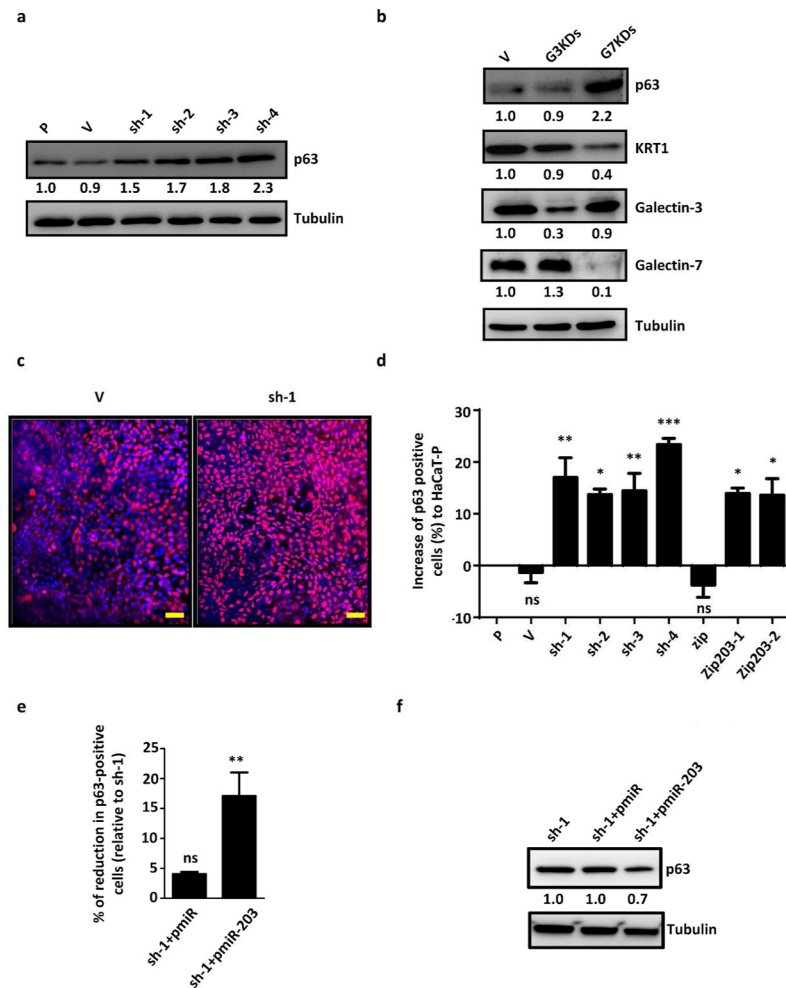 a
P V sh-1 sh-2 sh-3 sh-4
p63
1.0 0.9 1.5 1.7 1.8 2.3
Tubulin
b
V G3KDs G7KDs
p63
1.0 0.9 2.2
KRT1
1.0 0.9 0.4
Galectin-3
1.0 0.3 0.9
Galectin-7
1.0 1.3 0.1
Tubulin
c
V sh-1
d
Increase of p63 positive
cells (%) to HaCaT-P
30
20
10
0
-10
ns ** * ** *** ns * *
P V sh-1 sh-2 sh-3 sh-4 zip Zip203-1 Zip203-2
e
% of reduction in p63-positive
cells (relative to sh-1)
25
20
15
10
5
0
ns **
sh-1+pmiR sh-1+pmiR-203
f
sh-1 sh-1+pmiR sh-1+pmiR-203
p63
1.0 1.0 0.7
Tubulin